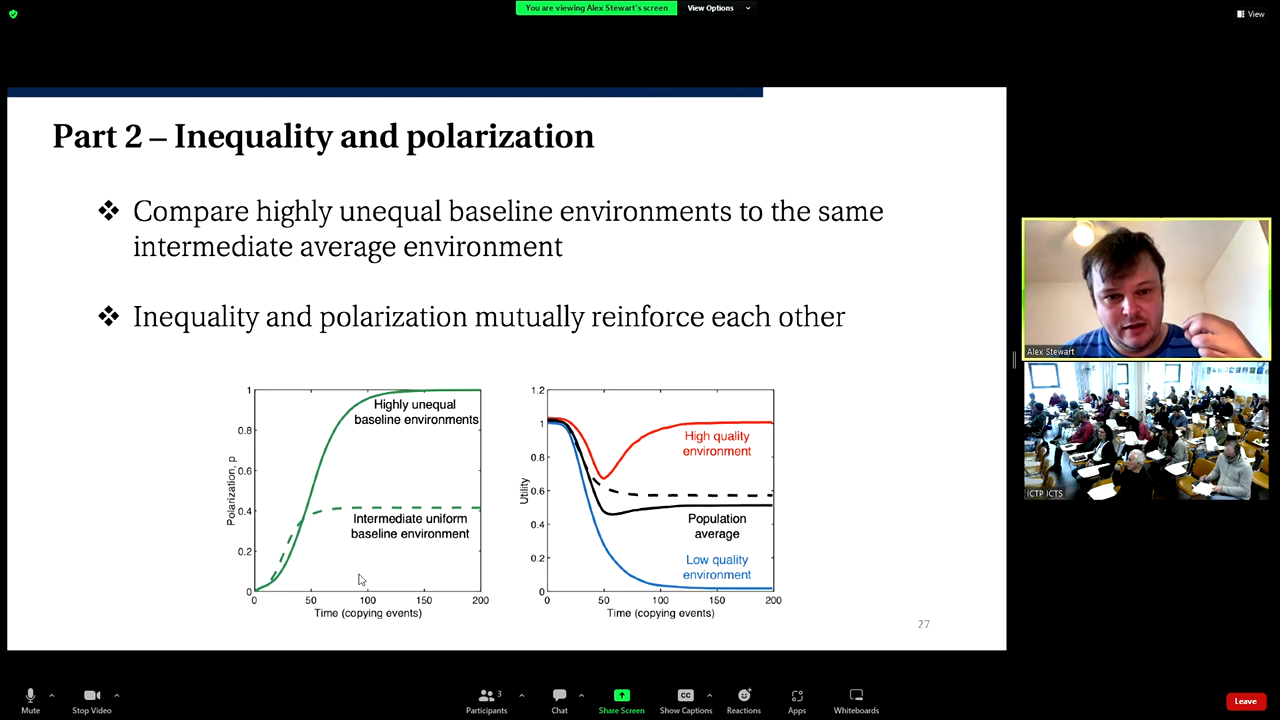 You are viewing Alex Stewart's screen
View Options
View
Part 2 – Inequality and polarization
❖ Compare highly unequal baseline environments to the same
intermediate average environment
❖ Inequality and polarization mutually reinforce each other
1
0.8
0.6
0.4
0.2
0
Polarization, p
Highly unequal
baseline environments
Intermediate uniform
baseline environment
0 50 100 150 200
Time (copying events)
1.2
1
0.8
0.6
0.4
0.2
0
Utility
High quality
environment
Population
average
Low quality
environment
0 50 100 150 200
Time (copying events)
27
Alex Stewart
ICTP ICTS
Mute
Stop Video
Participants
3
Chat
Share Screen
CC
Show Captions
Reactions
Apps
Whiteboards
Leave